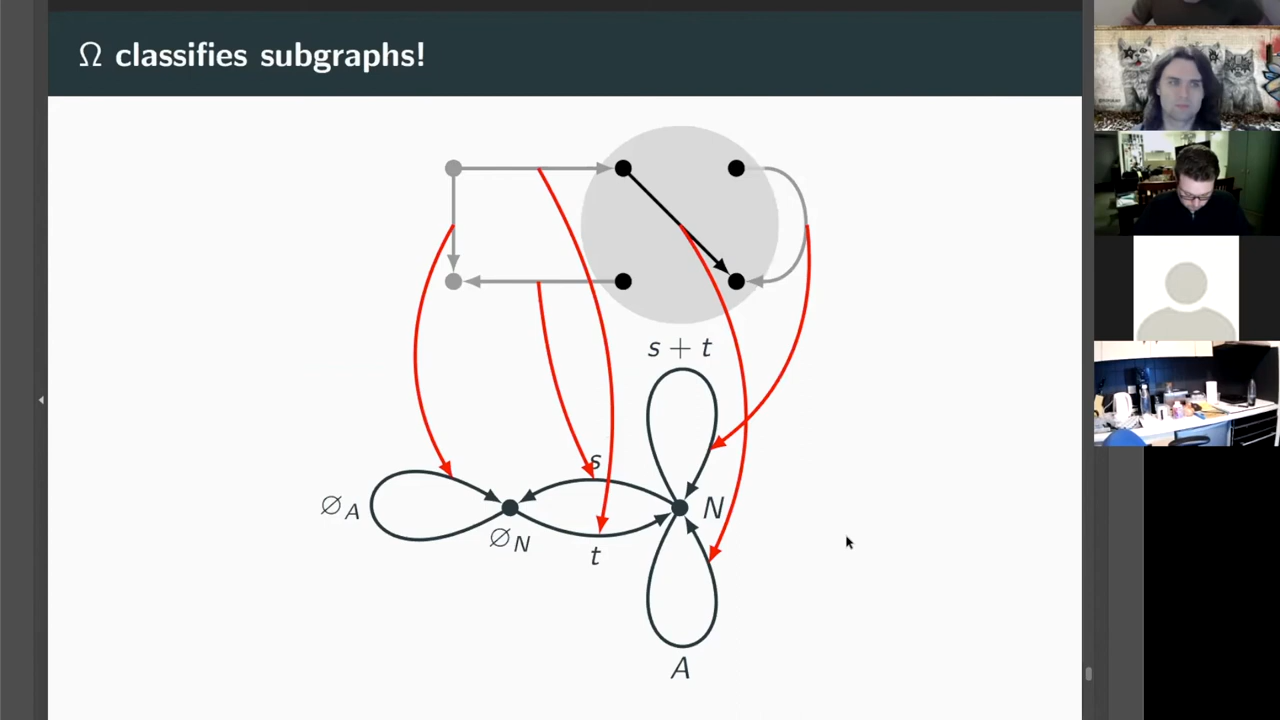 Ω classifies subgraphs!
s + t
s
∅A
N
∅N
t
A